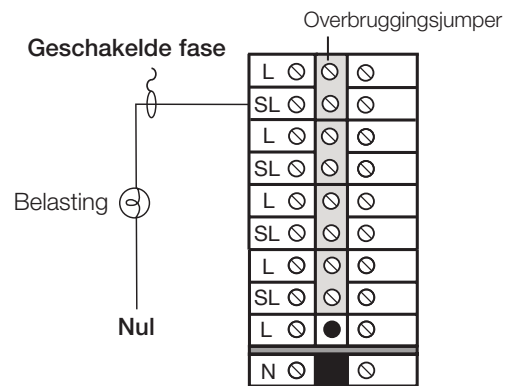 Overbruggingsjumper
Geschakelde fase
L
SL
L
SL
Belasting
L
SL
L
SL
Nul
L
N